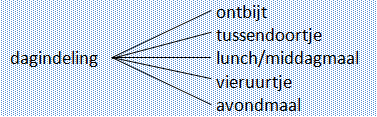 ontbijt
tussendoortje
dagindeling
lunch/middagmaal
vieruurtje
avondmaal